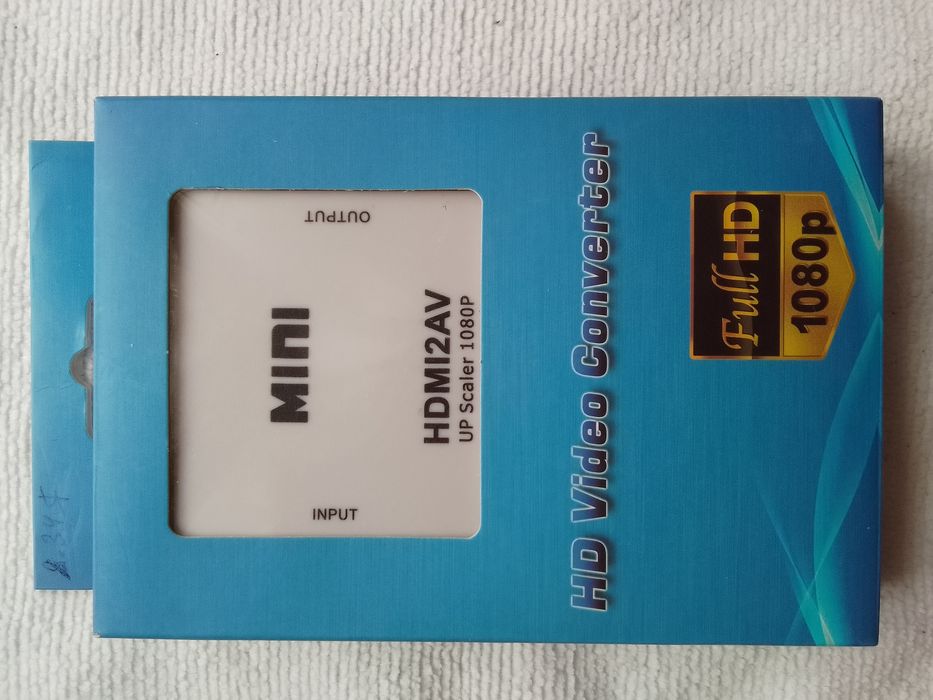 OUTPUT
MINI
HDMI2AV
UP Scaler 1080P
INPUT
HD Video Converter
Full HD
1080p